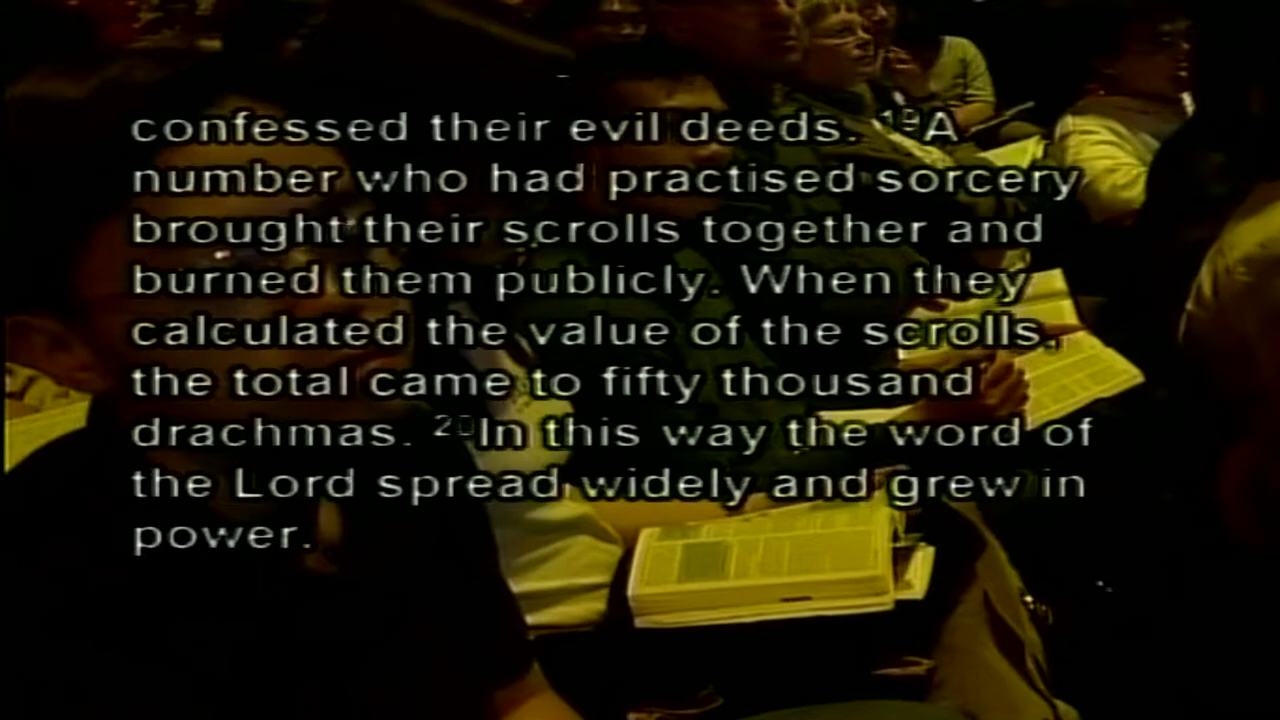 confessed their evil deeds. ¹⁹A
number who had practised sorcery
brought their scrolls together and
burned them publicly. When they
calculated the value of the scrolls,
the total came to fifty thousand
drachmas. ²⁰In this way the word of
the Lord spread widely and grew in
power.